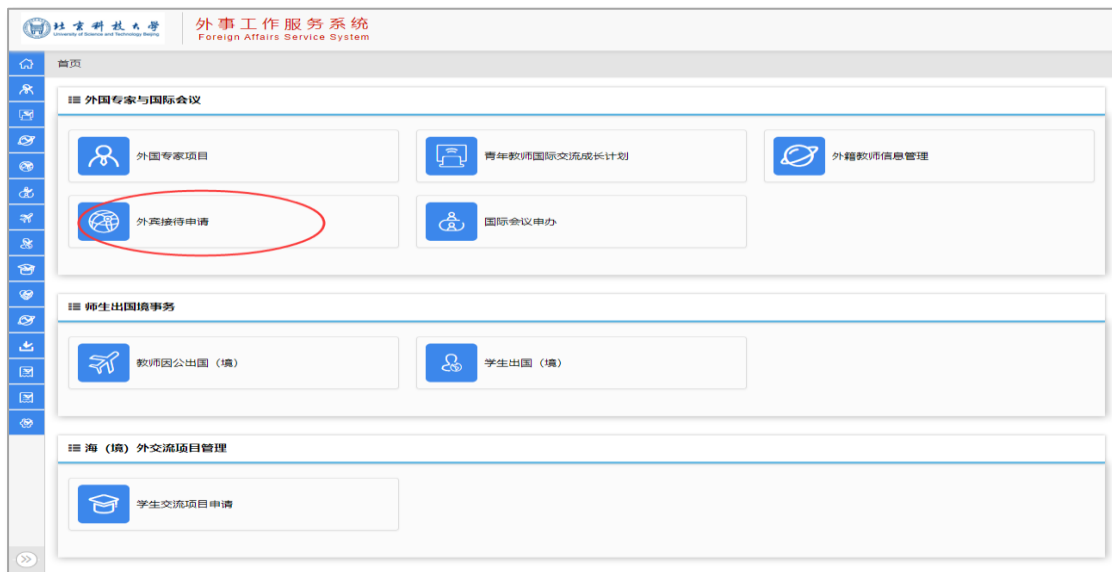 北京科技大学
University of Science and Technology Beijing
外事工作服务系统
Foreign Affairs Service System
首页
外国专家与国际会议
外国专家项目
青年教师国际交流成长计划
外籍教师信息管理
外宾接待申请
国际会议申办
师生出国境事务
教师因公出国（境）
学生出国（境）
海（境）外交流项目管理
学生交流项目申请